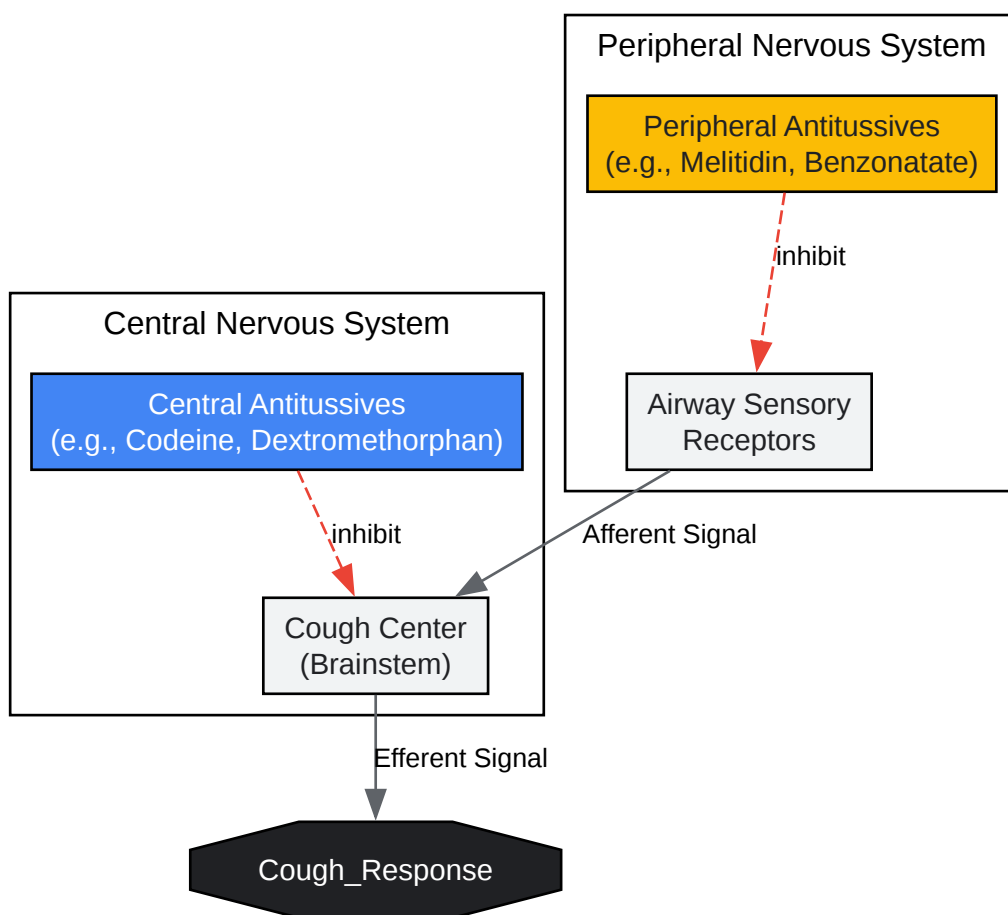 Peripheral Nervous System
Peripheral Antitussives
(e.g., Melitidin, Benzonatate)
inhibit
Central Nervous System
Central Antitussives
(e.g., Codeine, Dextromethorphan)
Airway Sensory
Receptors
inhibit
Afferent Signal
Cough Center
(Brainstem)
Efferent Signal
Cough_Response